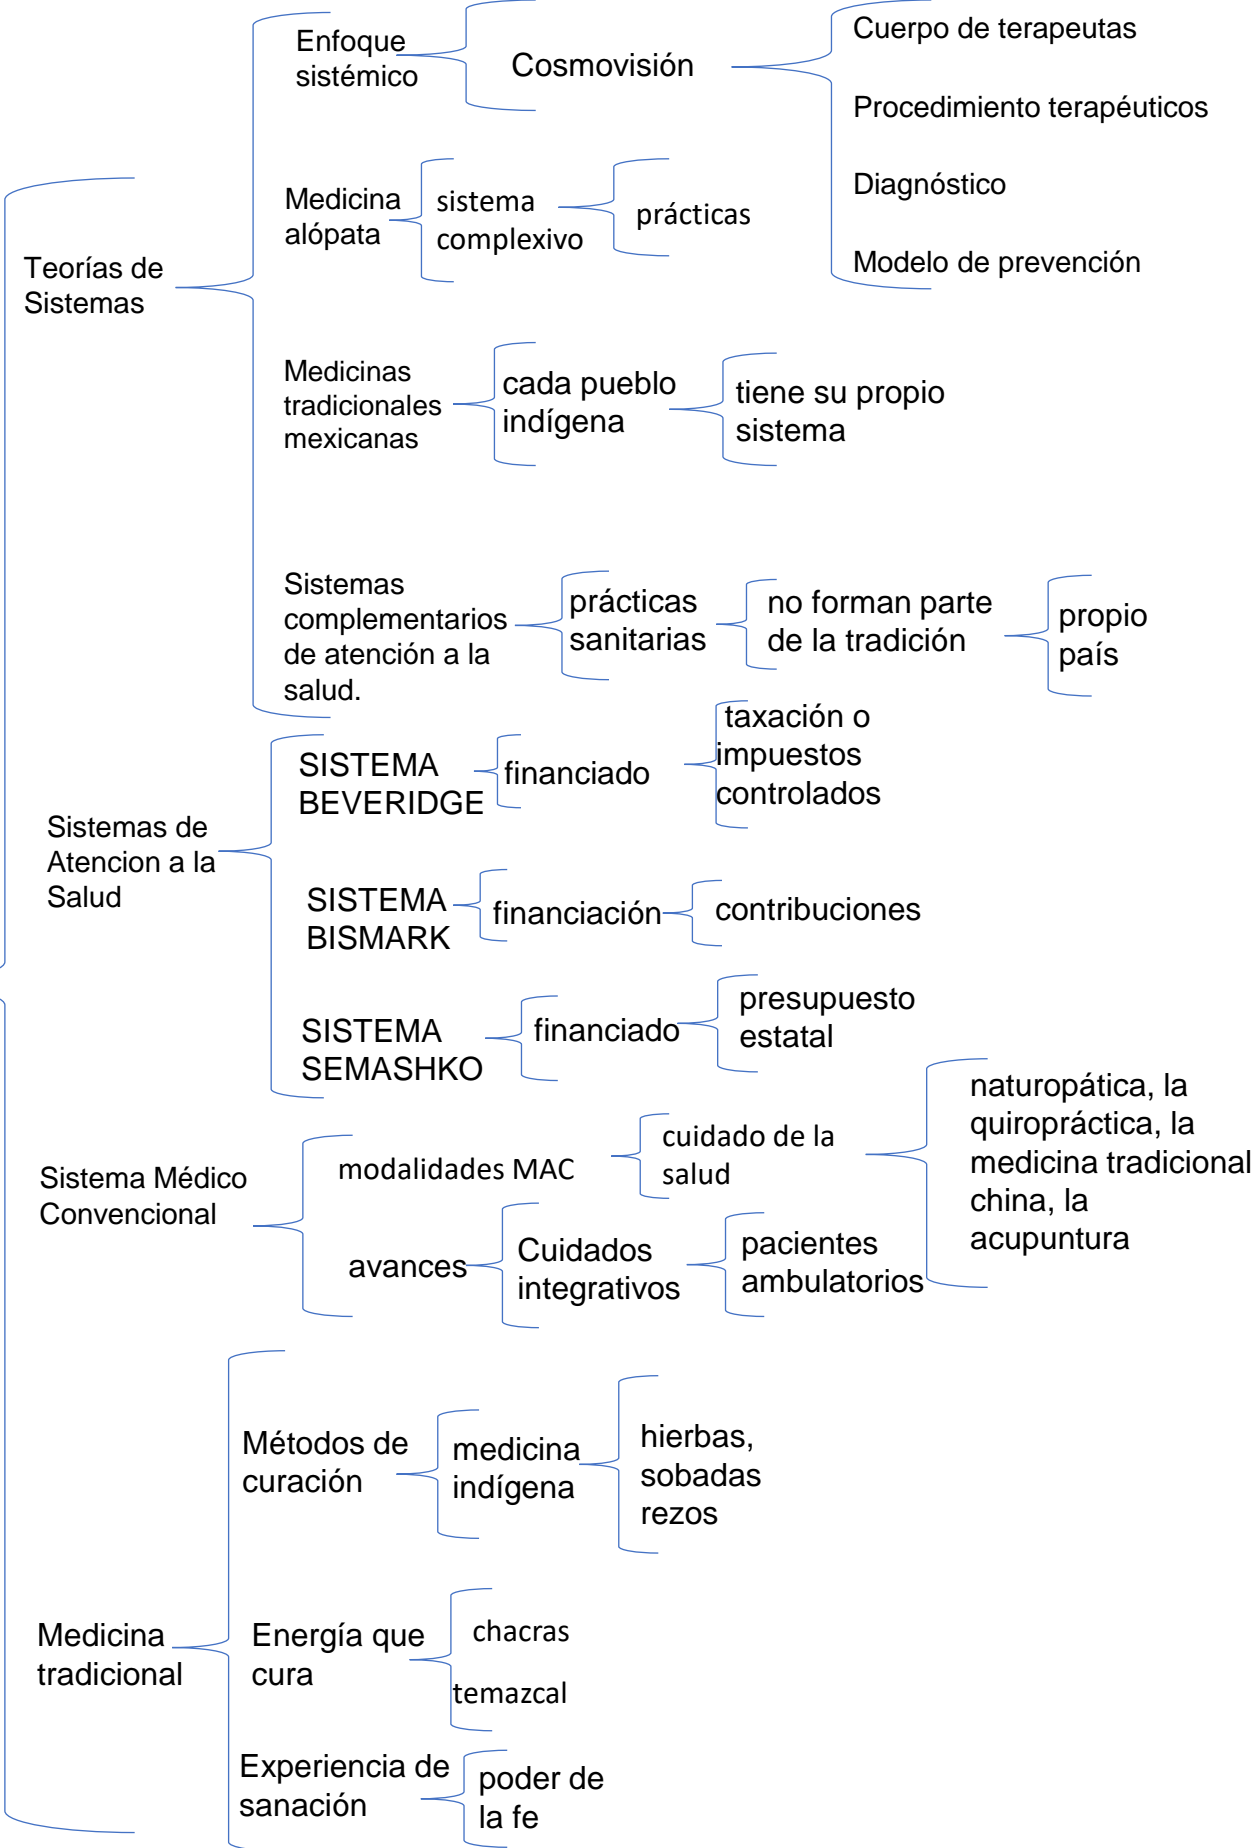 Teorías de
Sistemas
Enfoque
sistémico
Cosmovisión
Cuerpo de terapeutas
Procedimiento terapéuticos
Diagnóstico
Modelo de prevención
Medicina
alópata
sistema
complexivo
prácticas
Medicinas
tradicionales
mexicanas
cada pueblo
indígena
tiene su propio
sistema
Sistemas
complementarios
de atención a la
salud.
prácticas
sanitarias
no forman parte
de la tradición
propio
país
Sistemas de
Atencion a la
Salud
SISTEMA
BEVERIDGE
financiado
taxación o
impuestos
controlados
SISTEMA
BISMARK
financiación
contribuciones
SISTEMA
SEMASHKO
financiado
presupuesto
estatal
Sistema Médico
Convencional
modalidades MAC
cuidado de la
salud
naturopática, la
quiropráctica, la
medicina tradicional
china, la
acupuntura
avances
Cuidados
integrativos
pacientes
ambulatorios
Medicina
tradicional
Métodos de
curación
medicina
indígena
hierbas,
sobadas
rezos
Energía que
cura
chacras
temazcal
Experiencia de
sanación
poder de
la fe